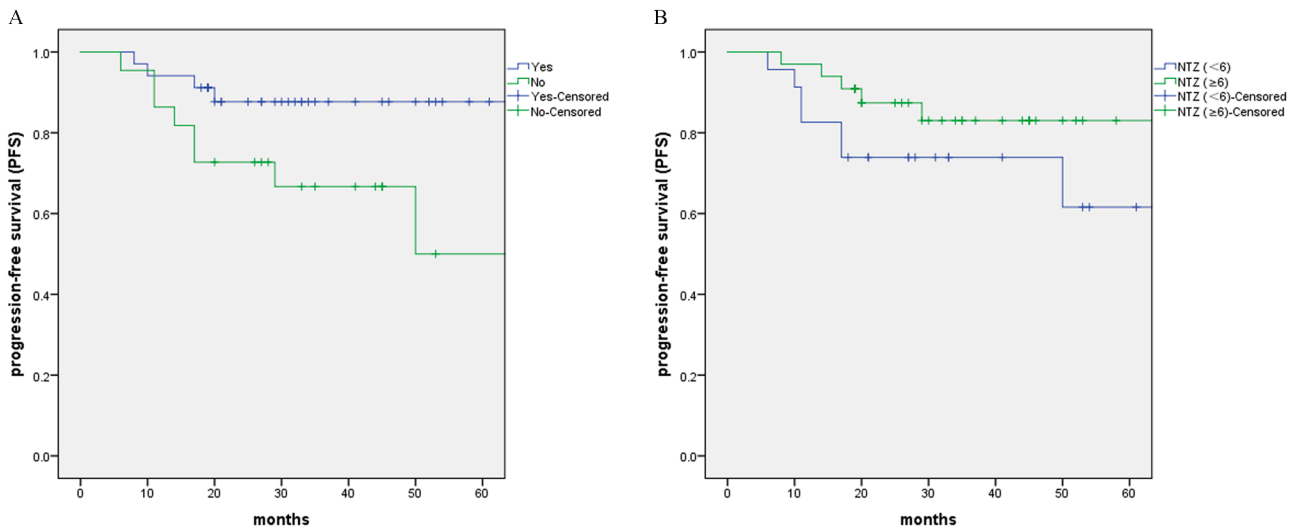 A
progression-free survival (PFS)
1.0
0.8
0.6
0.4
0.2
0.0
0 10 20 30 40 50 60
months
Yes
No
Yes-Censored
No-Censored
B
progression-free survival (PFS)
1.0
0.8
0.6
0.4
0.2
0.0
0 10 20 30 40 50 60
months
NTZ (<6)
NTZ (≥6)
NTZ (<6)-Censored
NTZ (≥6)-Censored